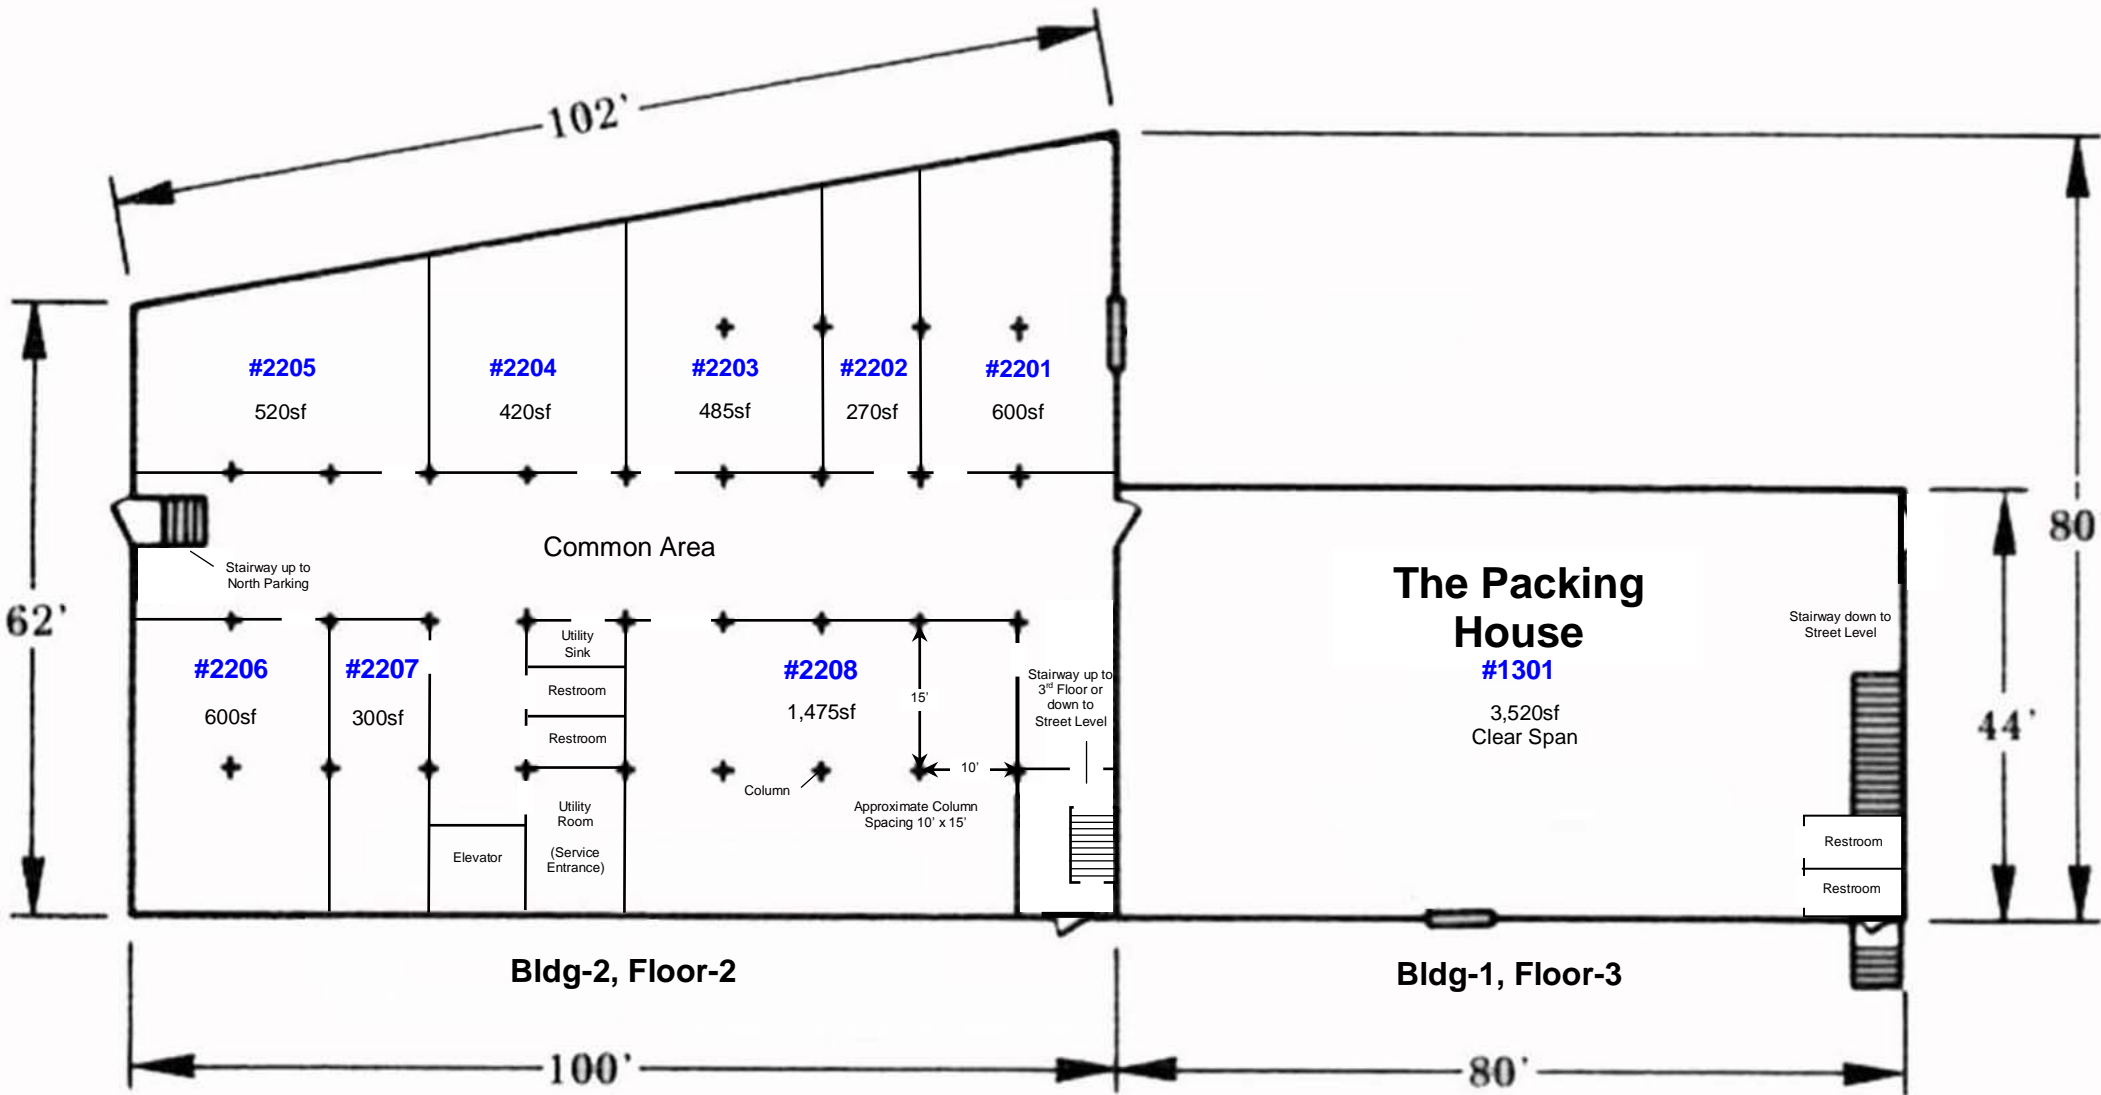 102'
#2205
520sf
#2204
420sf
#2203
485sf
#2202
270sf
#2201
600sf
Common Area
Stairway up to
North Parking
62'
80
The Packing
House
#1301
3,520sf
Clear Span
Stairway down to
Street Level
44'
#2206
600sf
#2207
300sf
Utility
Sink
Restroom
Restroom
#2208
1,475sf
15'
10'
Column
Approximate Column
Spacing 10' x 15'
Stairway up to
3rd Floor or
down to
Street Level
Utility
Room
(Service
Entrance)
Elevator
Restroom
Restroom
Bldg-2, Floor-2
Bldg-1, Floor-3
100'
80'